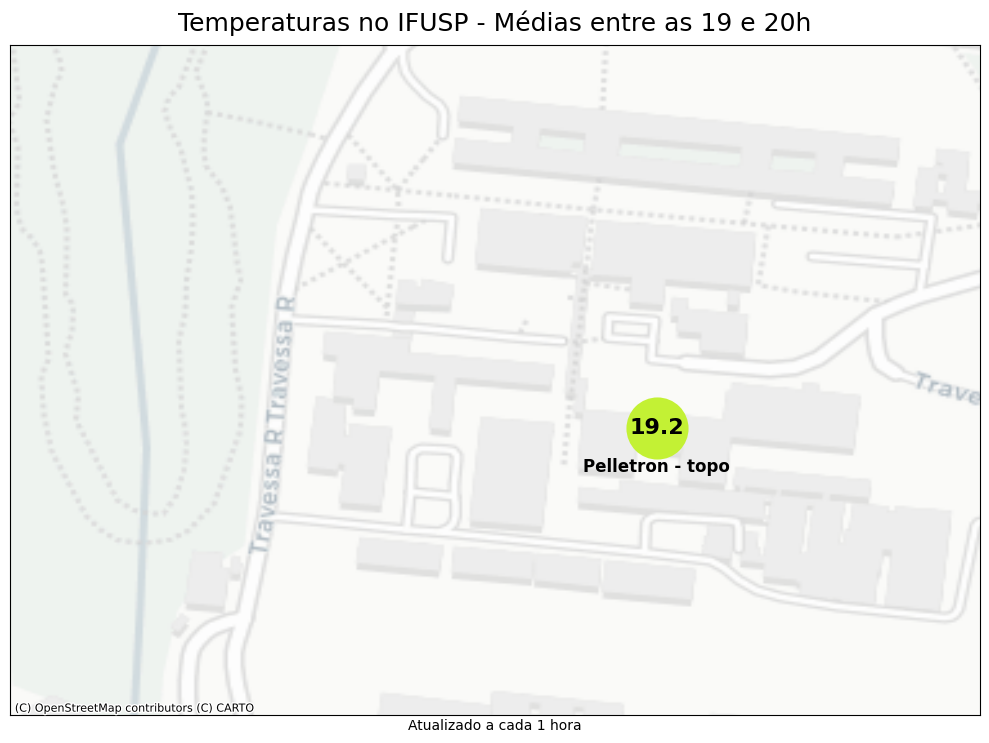 Temperaturas no IFUSP - Médias entre as 19 e 20h
Travessa R Travessa R
Trave
19.2
Pelletron - topo
(C) OpenStreetMap contributors (C) CARTO
Atualizado a cada 1 hora